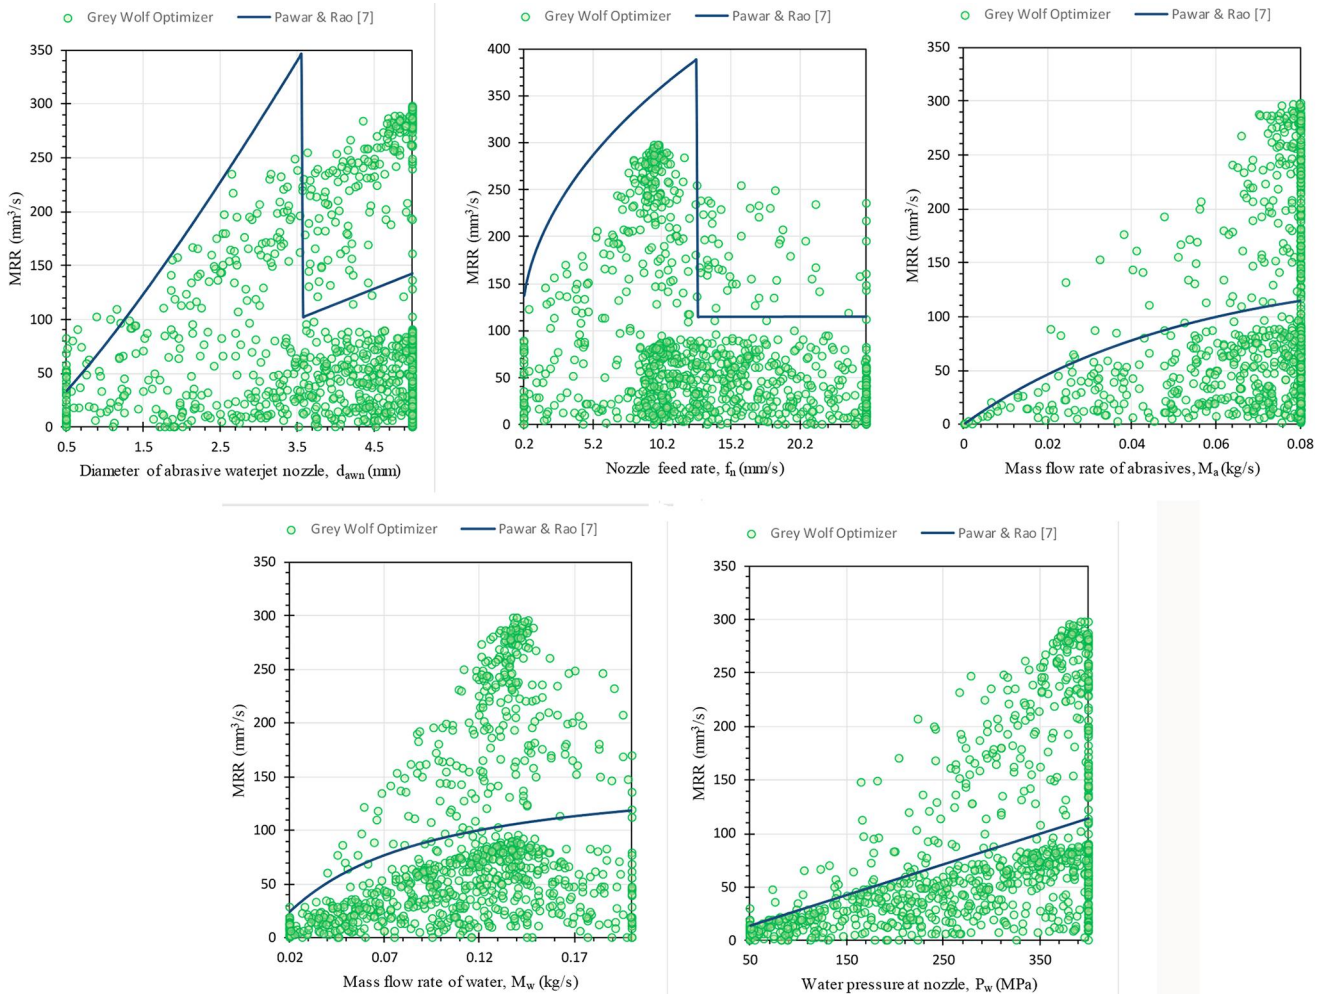 Grey Wolf Optimizer Pawar & Rao [7]
350
300
250
200
150
100
50
0
MRR (mm³/s)
0.5 1.5 2.5 3.5 4.5
Diameter of abrasive waterjet nozzle, dawn (mm)
Grey Wolf Optimizer Pawar & Rao [7]
400
350
300
250
200
150
100
50
0
MRR (mm³/s)
0.2 5.2 10.2 15.2 20.2
Nozzle feed rate, fn (mm/s)
Grey Wolf Optimizer Pawar & Rao [7]
350
300
250
200
150
100
50
0
MRR (mm³/s)
0 0.02 0.04 0.06 0.08
Mass flow rate of abrasives, Ma (kg/s)
Grey Wolf Optimizer Pawar & Rao [7]
350
300
250
200
150
100
50
0
MRR (mm³/s)
0.02 0.07 0.12 0.17
Mass flow rate of water, Mw (kg/s)
Grey Wolf Optimizer Pawar & Rao [7]
350
300
250
200
150
100
50
0
MRR (mm³/s)
50 150 250 350
Water pressure at nozzle, Pw (MPa)